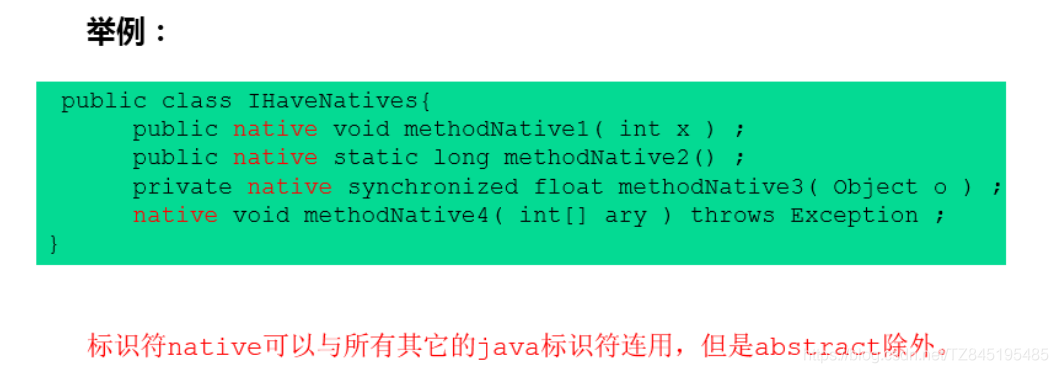 举例：
public class IHaveNatives{
public native void methodNative1( int x ) ;
public native static long methodNative2() ;
private native synchronized float methodNative3( Object o ) ;
native void methodNative4( int[] ary ) throws Exception ;
}
标识符native可以与所有其它的java标识符连用，但是abstract除外。
https://blog.csdn.net/TZ845195485